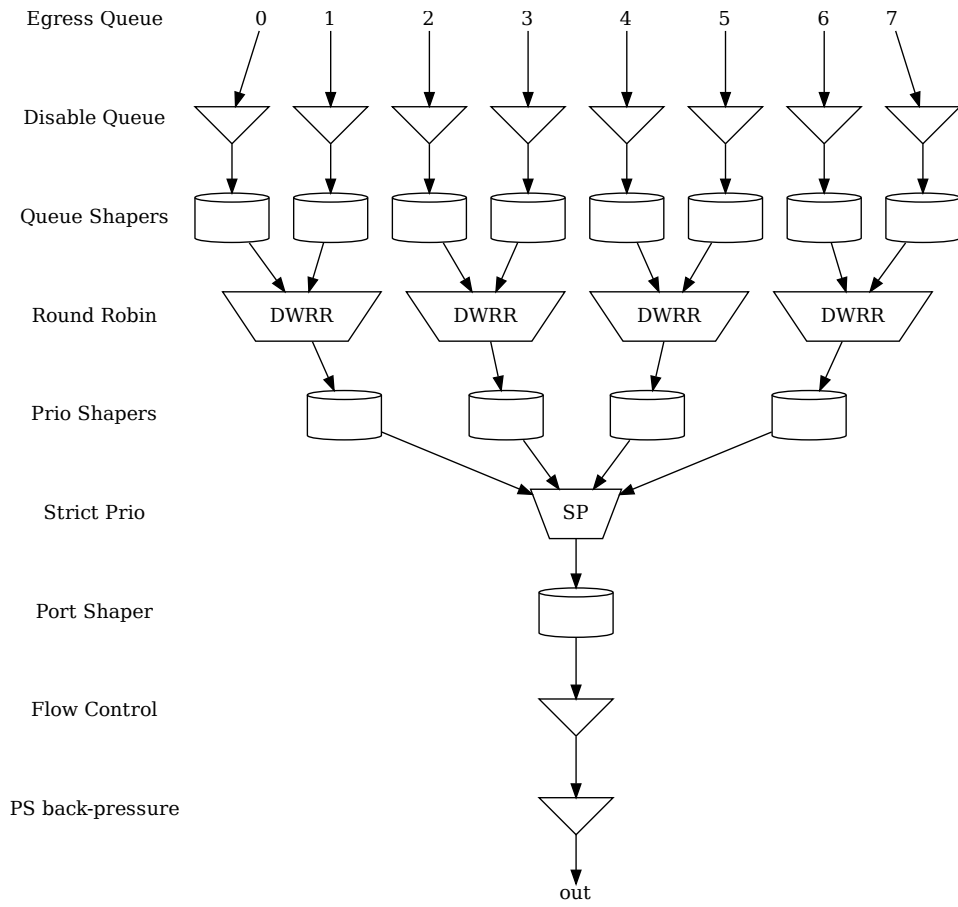 Egress Queue 0 1 2 3 4 5 6 7
Disable Queue
Queue Shapers
Round Robin DWRR DWRR DWRR DWRR
Prio Shapers
Strict Prio SP
Port Shaper
Flow Control
PS back-pressure
out